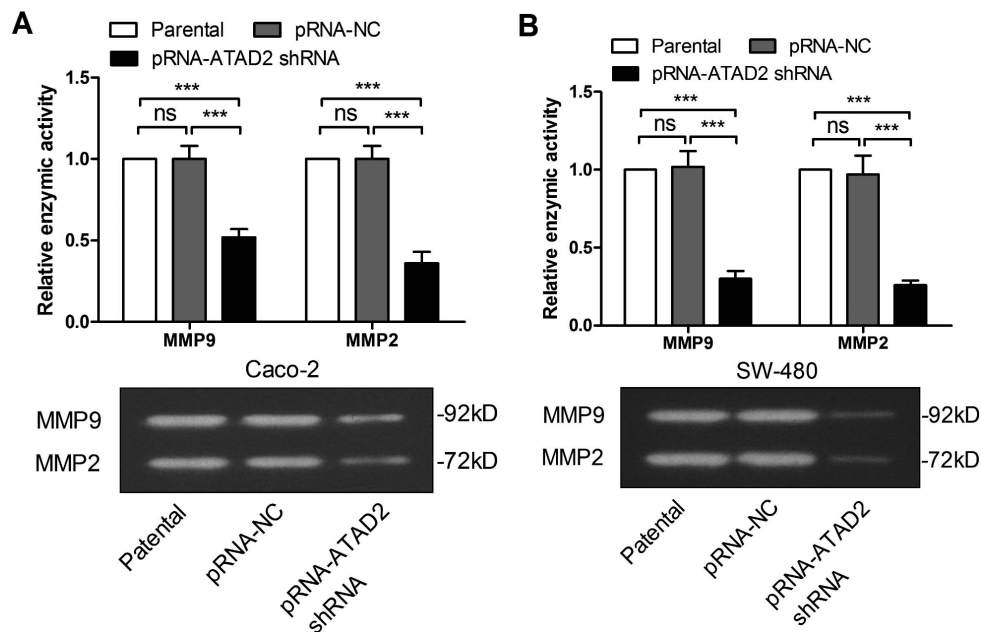 A
Parental pRNA-NC
pRNA-ATAD2 shRNA
Relative enzymic activity
1.5
1.0
0.5
0.0
*** ***
ns *** ns ***
MMP9 MMP2
Caco-2
MMP9 -92kD
MMP2 -72kD
Patental
pRNA-NC
pRNA-ATAD2
shRNA
B
Parental pRNA-NC
pRNA-ATAD2 shRNA
Relative enzymic activity
1.5
1.0
0.5
0.0
*** ***
ns *** ns ***
MMP9 MMP2
SW-480
MMP9 -92kD
MMP2 -72kD
Patental
pRNA-NC
pRNA-ATAD2
shRNA